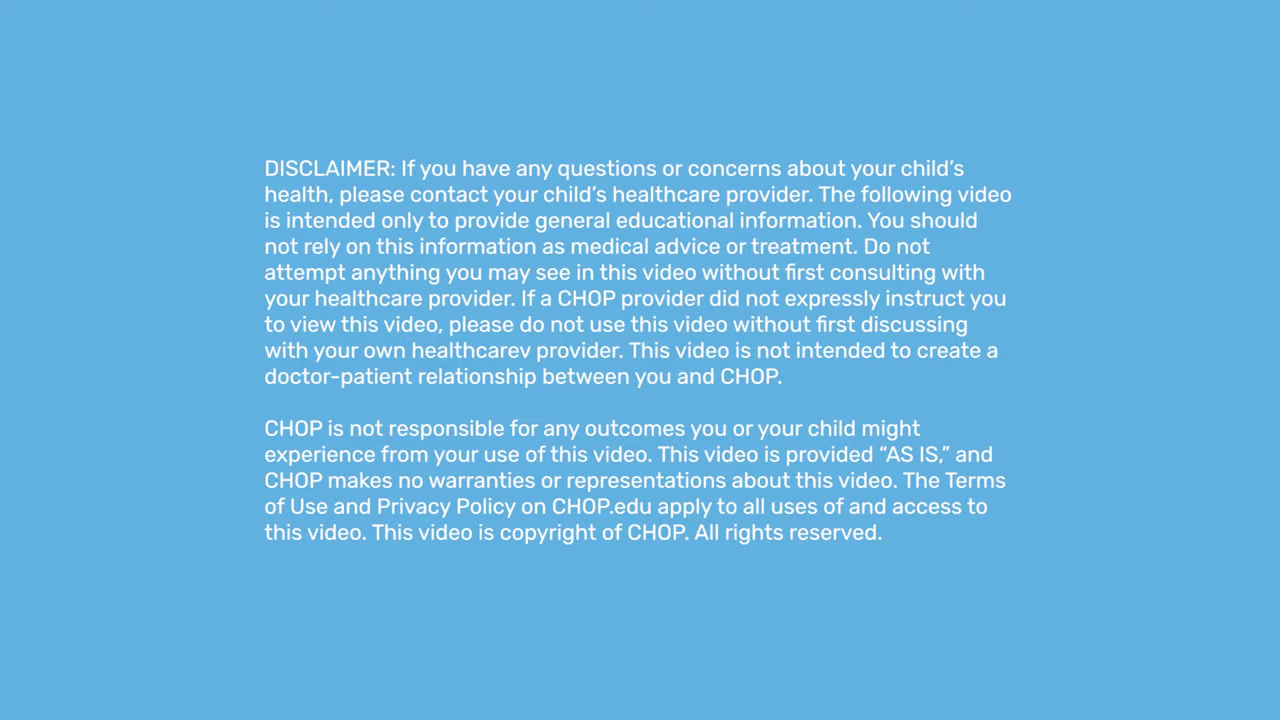 DISCLAIMER: If you have any questions or concerns about your child’s
health, please contact your child’s healthcare provider. The following video
is intended only to provide general educational information. You should
not rely on this information as medical advice or treatment. Do not
attempt anything you may see in this video without first consulting with
your healthcare provider. If a CHOP provider did not expressly instruct you
to view this video, please do not use this video without first discussing
with your own healthcarev provider. This video is not intended to create a
doctor-patient relationship between you and CHOP.
CHOP is not responsible for any outcomes you or your child might
experience from your use of this video. This video is provided “AS IS,” and
CHOP makes no warranties or representations about this video. The Terms
of Use and Privacy Policy on CHOP.edu apply to all uses of and access to
this video. This video is copyright of CHOP. All rights reserved.